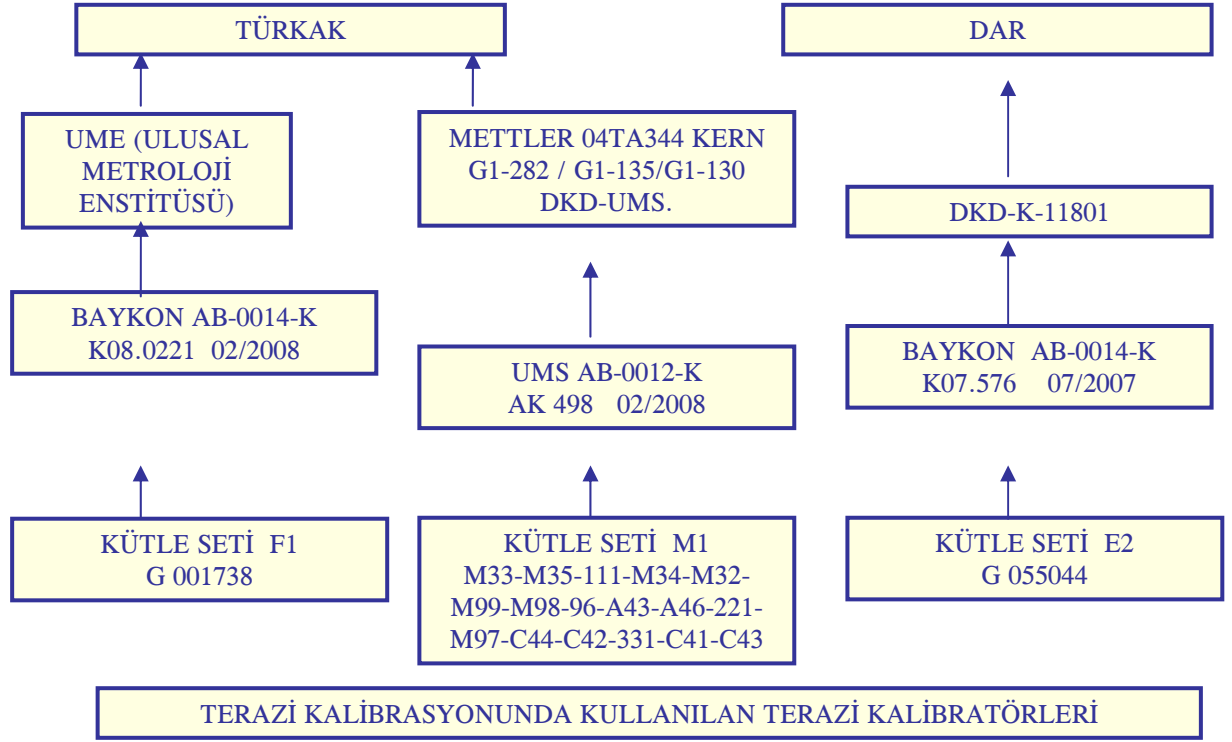 TÜRKAK
DAR
UME (ULUSAL
METROLOJİ
ENSTİTÜSÜ)
METTLER 04TA344 KERN
G1-282 / G1-135/G1-130
DKD-UMS.
DKD-K-11801
BAYKON AB-0014-K
K08.0221 02/2008
UMS AB-0012-K
AK 498 02/2008
BAYKON AB-0014-K
K07.576 07/2007
KÜTLE SETİ F1
G 001738
KÜTLE SETİ M1
M33-M35-111-M34-M32-
M99-M98-96-A43-A46-221-
M97-C44-C42-331-C41-C43
KÜTLE SETİ E2
G 055044
TERAZİ KALİBRASYONUNDA KULLANILAN TERAZİ KALİBRATÖRLERİ